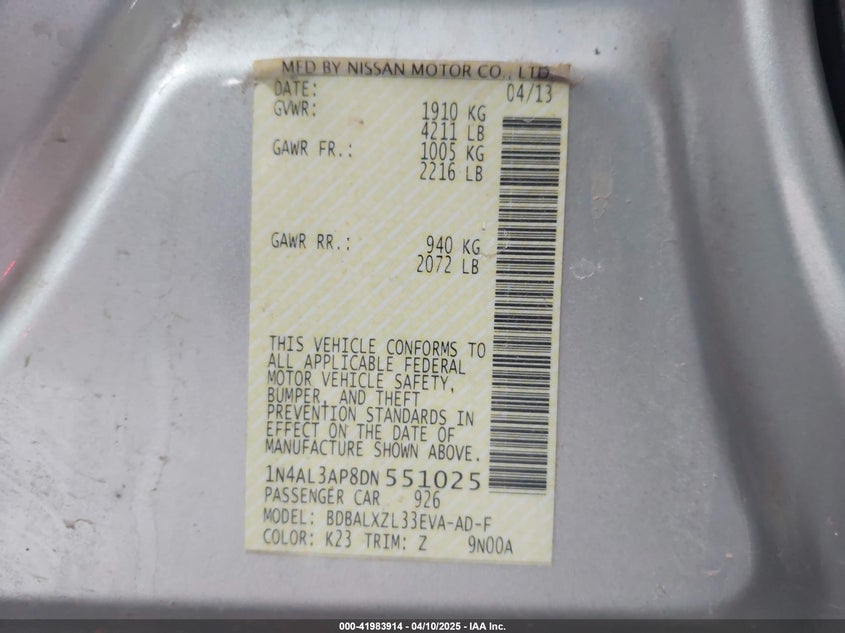 MFD BY NISSAN MOTOR CO., LTD.
DATE: 04/13
GVWR: 1910 KG
4211 LB
GAWR FR.: 1005 KG
2216 LB
GAWR RR.: 940 KG
2072 LB
THIS VEHICLE CONFORMS TO
ALL APPLICABLE FEDERAL
MOTOR VEHICLE SAFETY,
BUMPER, AND THEFT
PREVENTION STANDARDS IN
EFFECT ON THE DATE OF
MANUFACTURE SHOWN ABOVE.
1N4AL3AP8DN 551025
PASSENGER CAR 926
MODEL: BDBALXZL33EVA-AD-F
COLOR: K23 TRIM: Z 9N00A
000-41983914 - 04/10/2025 - IAA Inc.